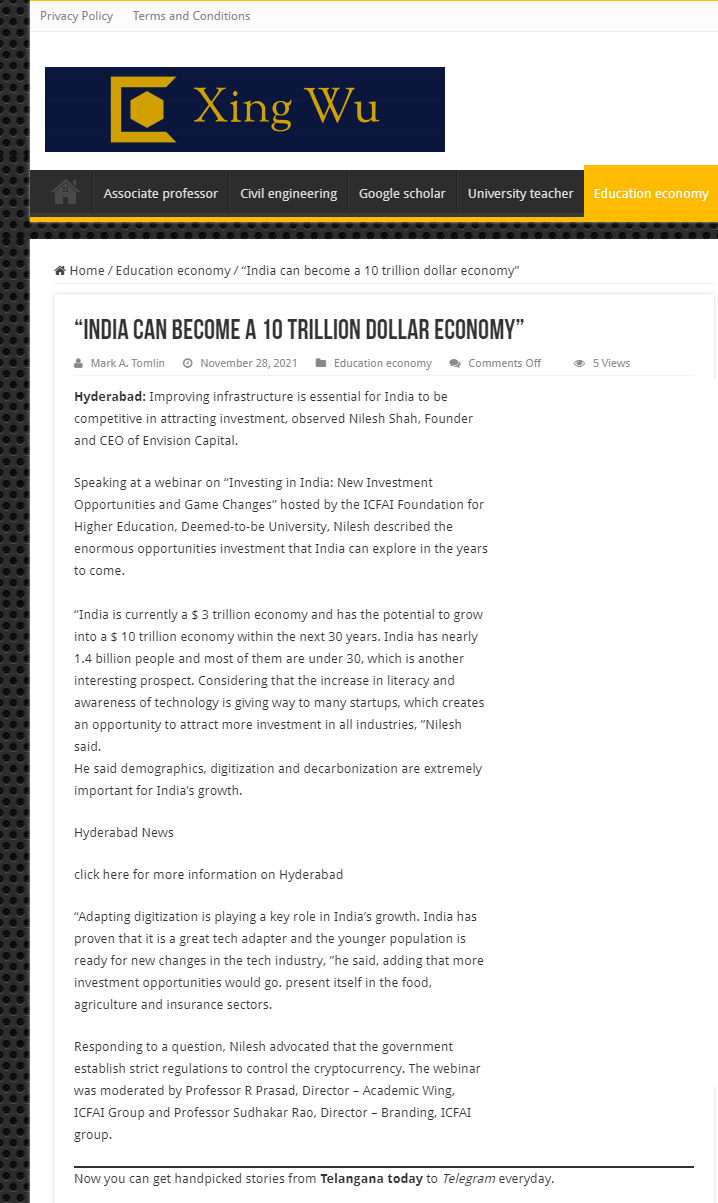 Privacy Policy Terms and Conditions
Xing Wu
Associate professor Civil engineering Google scholar University teacher Education economy
Home / Education economy / “India can become a 10 trillion dollar economy”
“INDIA CAN BECOME A 10 TRILLION DOLLAR ECONOMY”
Mark A. Tomlin November 28, 2021 Education economy Comments Off 5 Views
Hyderabad: Improving infrastructure is essential for India to be
competitive in attracting investment, observed Nilesh Shah, Founder
and CEO of Envision Capital.
Speaking at a webinar on “Investing in India: New Investment
Opportunities and Game Changes” hosted by the ICFAI Foundation for
Higher Education, Deemed-to-be University, Nilesh described the
enormous opportunities investment that India can explore in the years
to come.
“India is currently a $ 3 trillion economy and has the potential to grow
into a $ 10 trillion economy within the next 30 years. India has nearly
1.4 billion people and most of them are under 30, which is another
interesting prospect. Considering that the increase in literacy and
awareness of technology is giving way to many startups, which creates
an opportunity to attract more investment in all industries, ”Nilesh
said.
He said demographics, digitization and decarbonization are extremely
important for India’s growth.
Hyderabad News
click here for more information on Hyderabad
“Adapting digitization is playing a key role in India’s growth. India has
proven that it is a great tech adapter and the younger population is
ready for new changes in the tech industry, ”he said, adding that more
investment opportunities would go. present itself in the food,
agriculture and insurance sectors.
Responding to a question, Nilesh advocated that the government
establish strict regulations to control the cryptocurrency. The webinar
was moderated by Professor R Prasad, Director – Academic Wing,
ICFAI Group and Professor Sudhakar Rao, Director – Branding, ICFAI
group.
Now you can get handpicked stories from Telangana today to Telegram everyday.